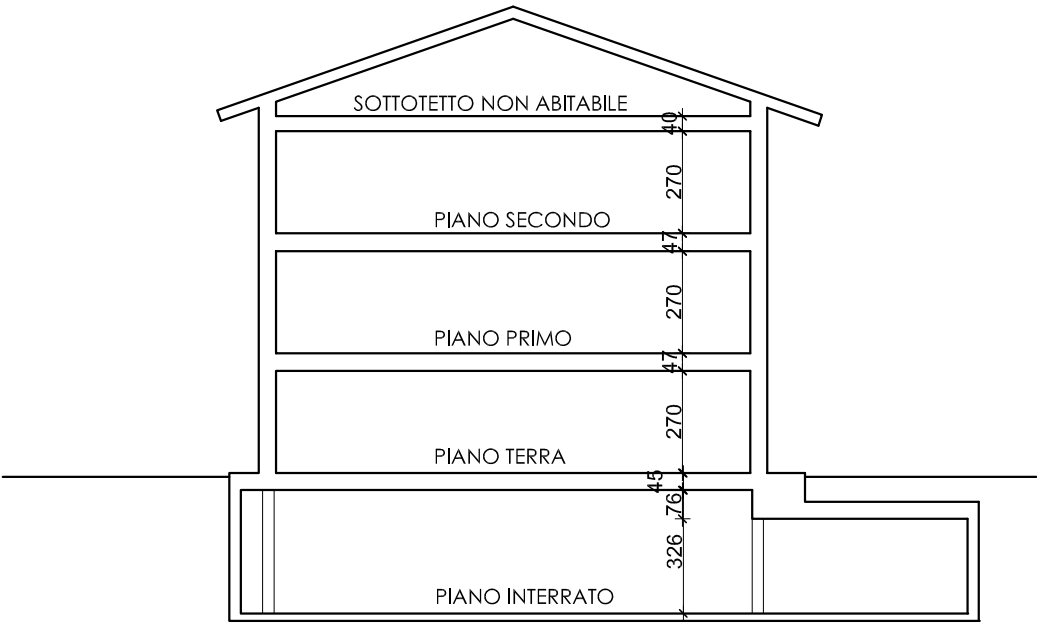 SOTTOTETTO NON ABITABILE
40
270
PIANO SECONDO
47
270
PIANO PRIMO
47
270
PIANO TERRA
45
76
326
PIANO INTERRATO